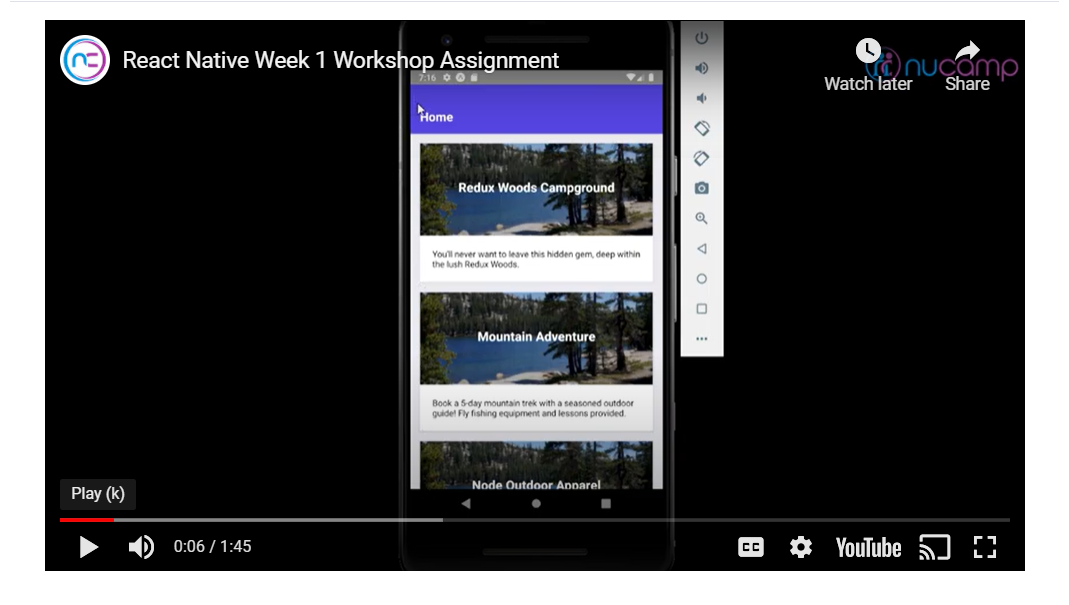 React Native Week 1 Workshop Assignment
nucamp
Watch later
Share
7:16
Home
Redux Woods Campground
You'll never want to leave this hidden gem, deep within
the lush Redux Woods.
Mountain Adventure
Book a 5-day mountain trek with a seasoned outdoor
guide! Fly fishing equipment and lessons provided.
Node Outdoor Apparel
Play (k)
0:06 / 1:45
CC
YouTube